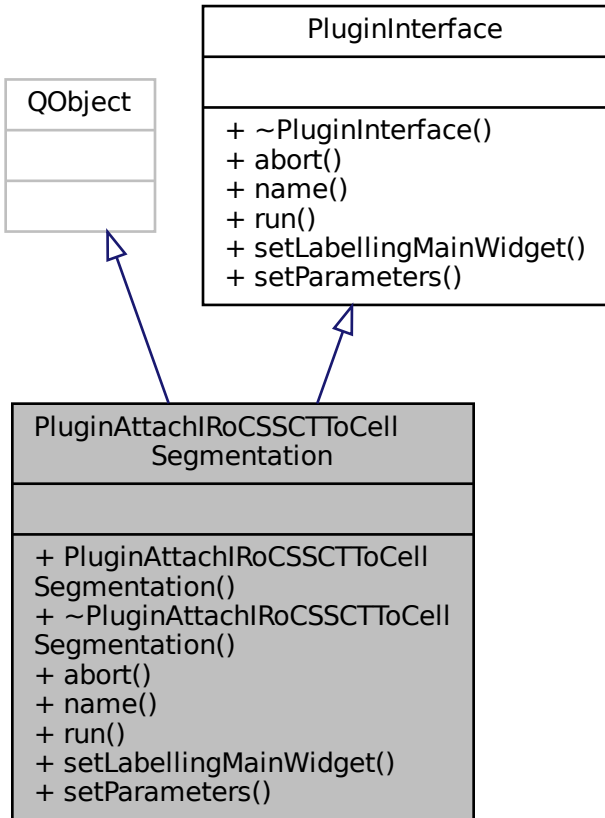 PluginInterface
+ ~PluginInterface()
+ abort()
+ name()
+ run()
+ setLabellingMainWidget()
+ setParameters()
QObject
PluginAttachIRoCSSCTToCell
Segmentation
+ PluginAttachIRoCSSCTToCell
Segmentation()
+ ~PluginAttachIRoCSSCTToCell
Segmentation()
+ abort()
+ name()
+ run()
+ setLabellingMainWidget()
+ setParameters()